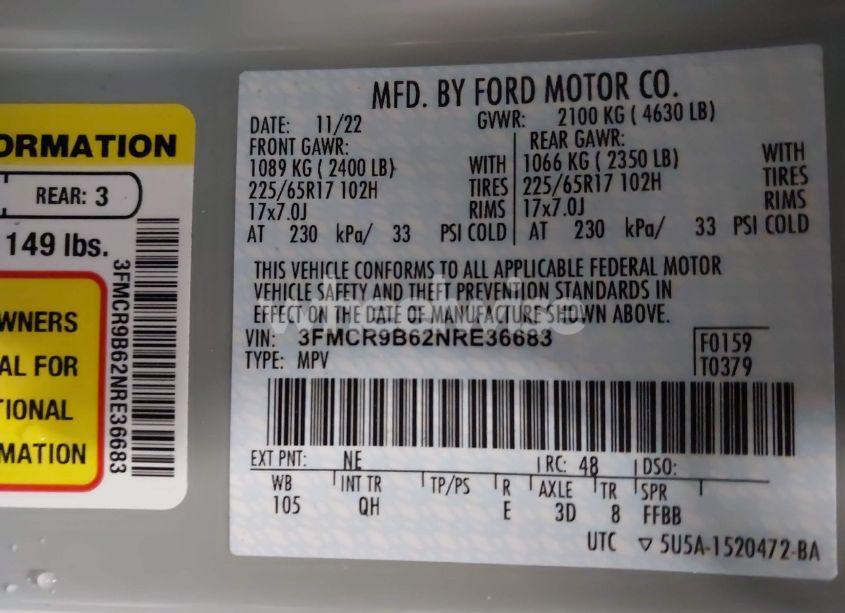 ORMATION
REAR: 3
149 lbs.
WNERS
AL FOR
TIONAL
MATION
3FMCR9B62NRE36683
MFD. BY FORD MOTOR CO.
DATE: 11/22 GVWR: 2100 KG ( 4630 LB)
FRONT GAWR: REAR GAWR:
1089 KG ( 2400 LB) WITH 1066 KG ( 2350 LB) WITH
225/65R17 102H TIRES 225/65R17 102H TIRES
17x7.0J RIMS 17x7.0J RIMS
AT 230 kPa/ 33 PSI COLD AT 230 kPa/ 33 PSI COLD
THIS VEHICLE CONFORMS TO ALL APPLICABLE FEDERAL MOTOR
VEHICLE SAFETY AND THEFT PREVENTION STANDARDS IN
EFFECT ON THE DATE OF MANUFACTURE SHOWN ABOVE.
VIN: 3FMCR9B62NRE36683 F0159
TYPE: MPV T0379
EXT PNT: NE RC: 48 DSO:
WB INT TR TP/PS R AXLE TR SPR
105 QH E 3D 8 FFBB
UTC ▽ 5U5A-1520472-BA